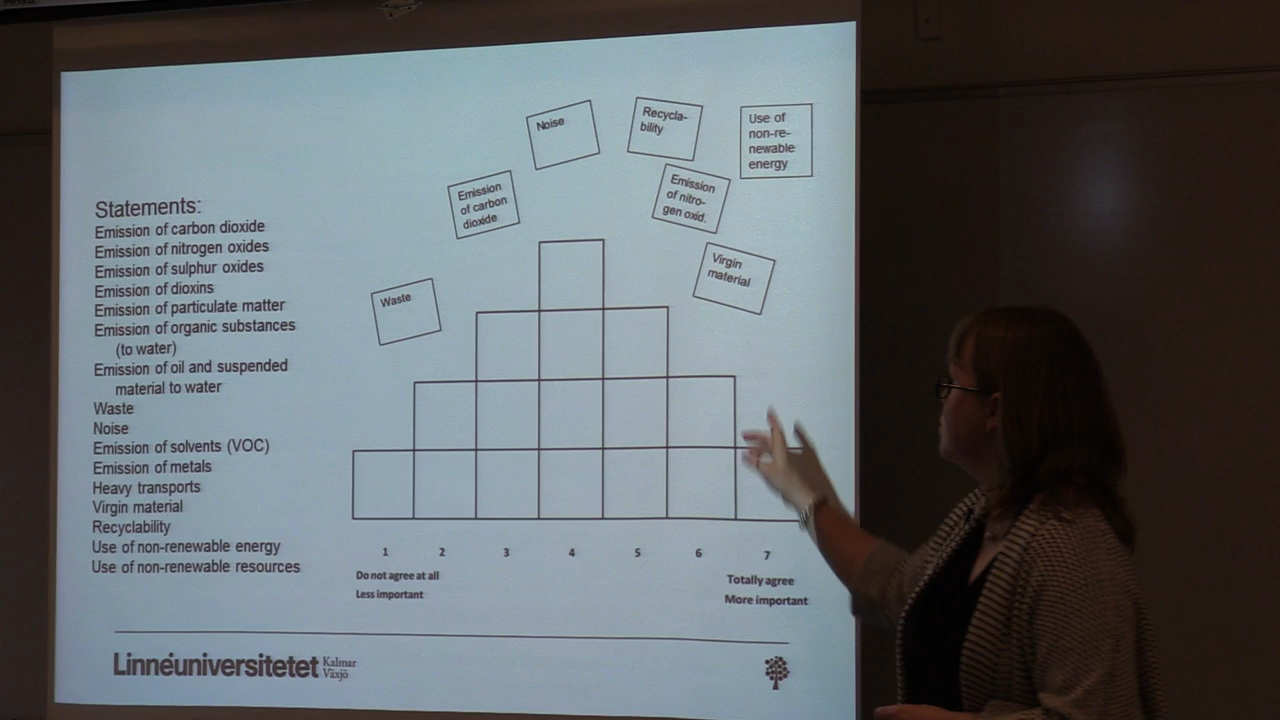 Noise
Recycla-
bility
Use of
non-re-
newable
energy
Emission
of carbon
dioxide
Emission
of nitro-
gen oxid.
Virgin
material
Waste
Statements:
Emission of carbon dioxide
Emission of nitrogen oxides
Emission of sulphur oxides
Emission of dioxins
Emission of particulate matter
Emission of organic substances
(to water)
Emission of oil and suspended
material to water
Waste
Noise
Emission of solvents (VOC)
Emission of metals
Heavy transports
Virgin material
Recyclability
Use of non-renewable energy
Use of non-renewable resources
1 2 3 4 5 6 7
Do not agree at all
Less important
Totally agree
More important
Linnéuniversitetet
Kalmar
Växjö